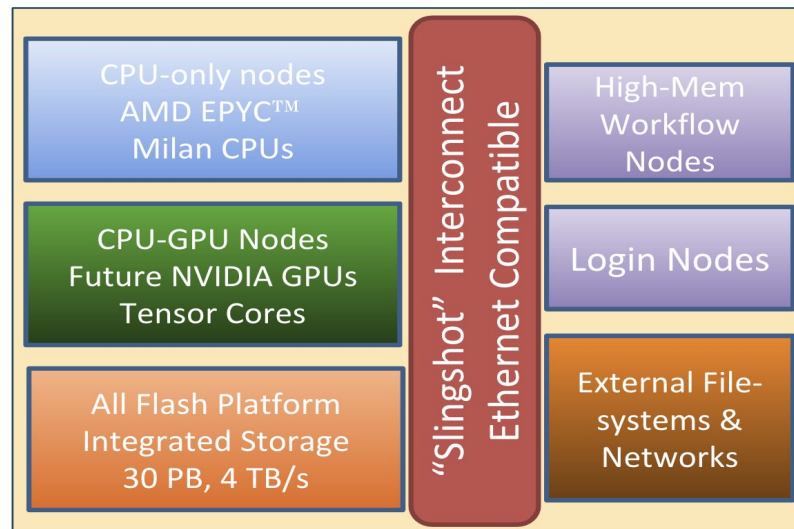 CPU-only nodes
AMD EPYC™
Milan CPUs
CPU-GPU Nodes
Future NVIDIA GPUs
Tensor Cores
All Flash Platform
Integrated Storage
30 PB, 4 TB/s
“Slingshot” Interconnect
Ethernet Compatible
High-Mem
Workflow
Nodes
Login Nodes
External File-
systems &
Networks